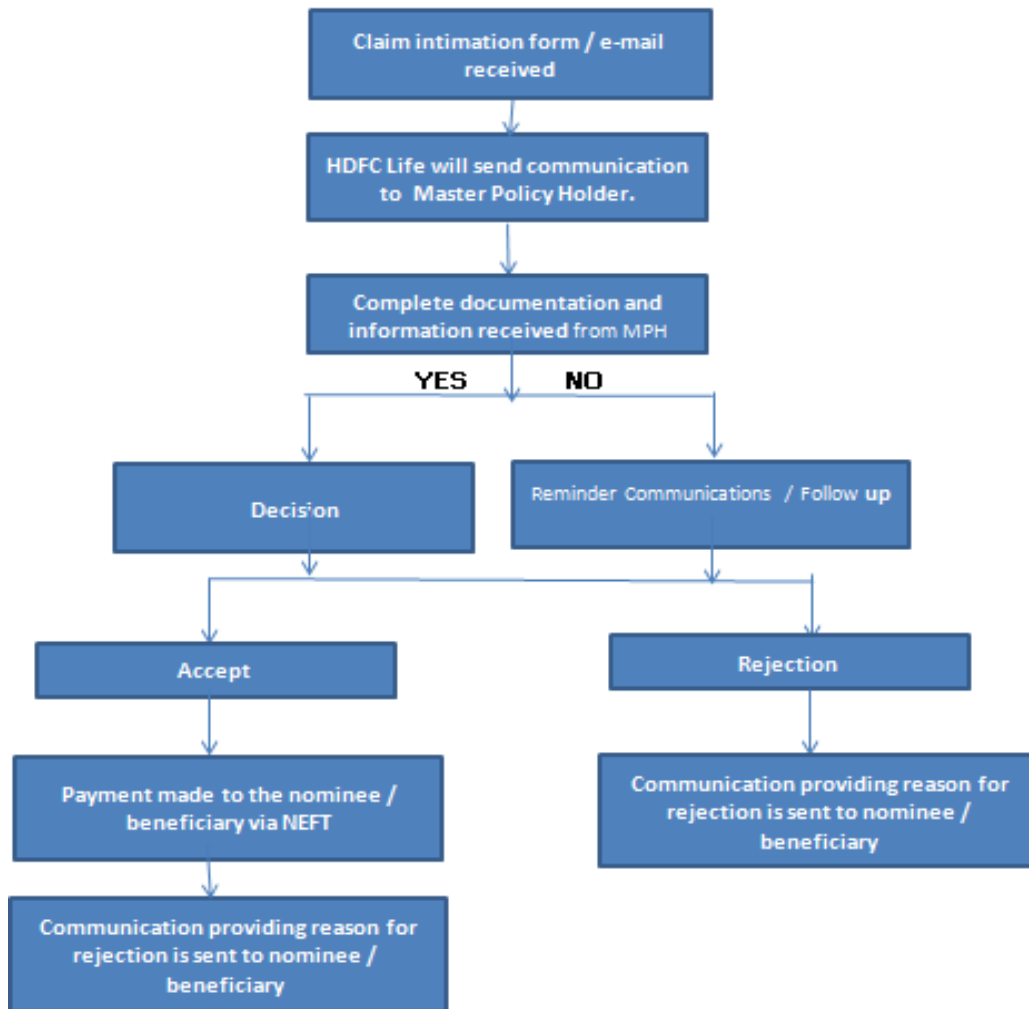 Claim intimation form / e-mail
received
HDFC Life will send communication
to Master Policy Holder.
Complete documentation and
information received from MPH
YES NO
Decision
Reminder Communications / Follow up
Accept
Rejection
Payment made to the nominee /
beneficiary via NEFT
Communication providing reason for
rejection is sent to nominee /
beneficiary
Communication providing reason for
rejection is sent to nominee /
beneficiary